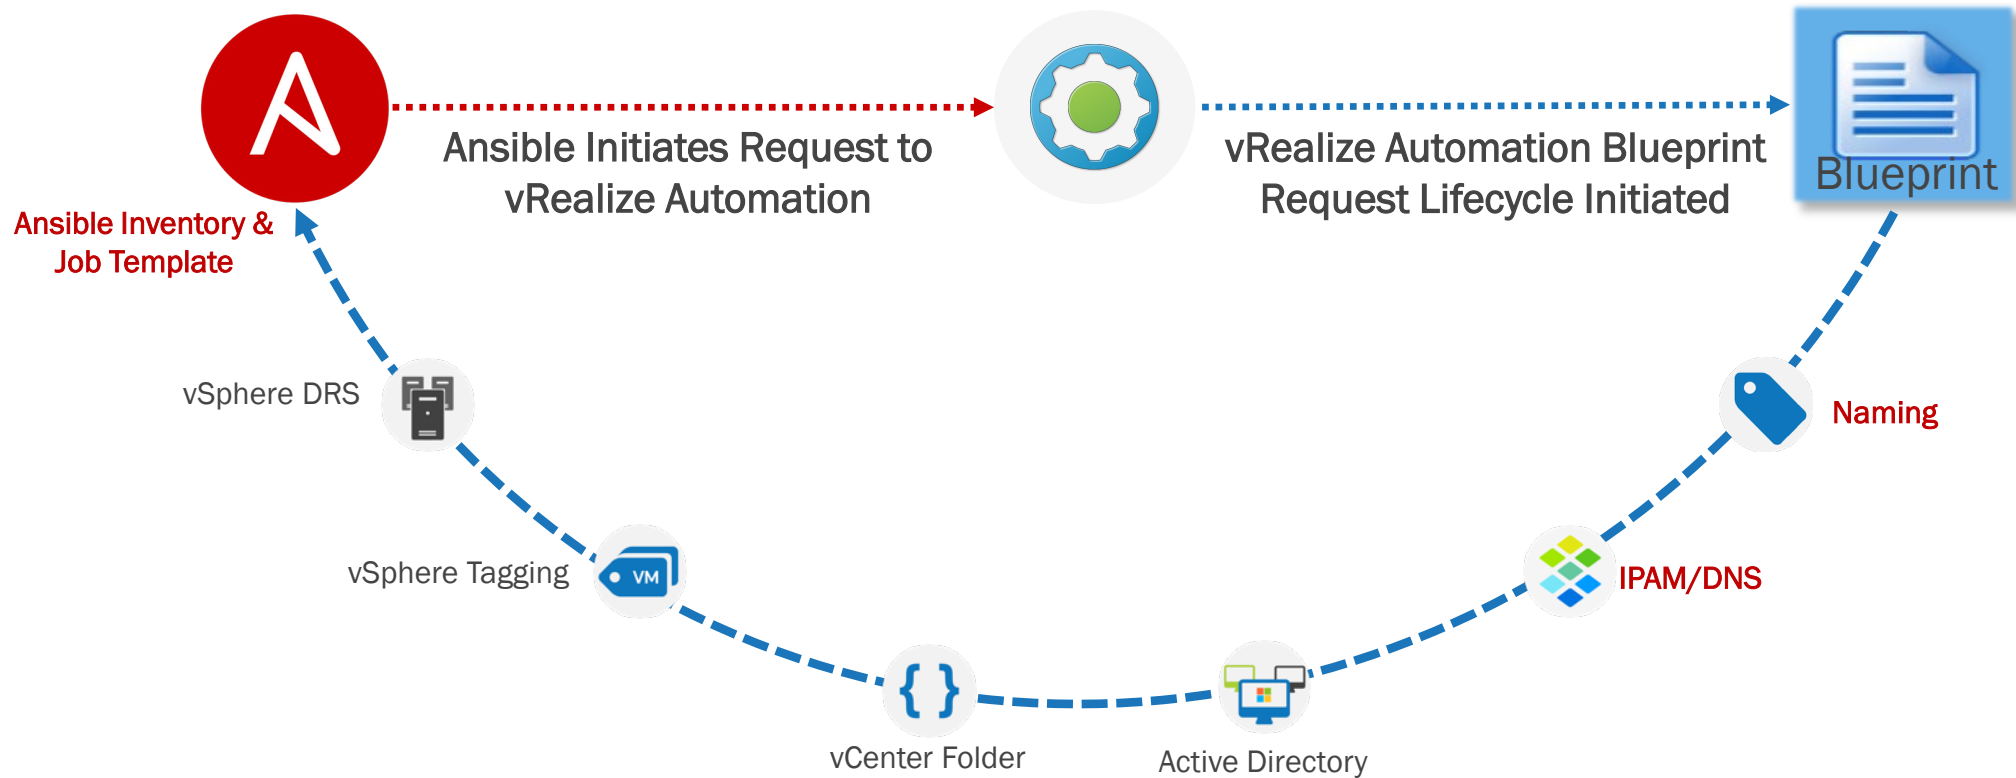 Ansible Initiates Request to
vRealize Automation
vRealize Automation Blueprint
Request Lifecycle Initiated
Blueprint
Ansible Inventory &
Job Template
vSphere DRS
Naming
vSphere Tagging
VM
IPAM/DNS
vCenter Folder
Active Directory